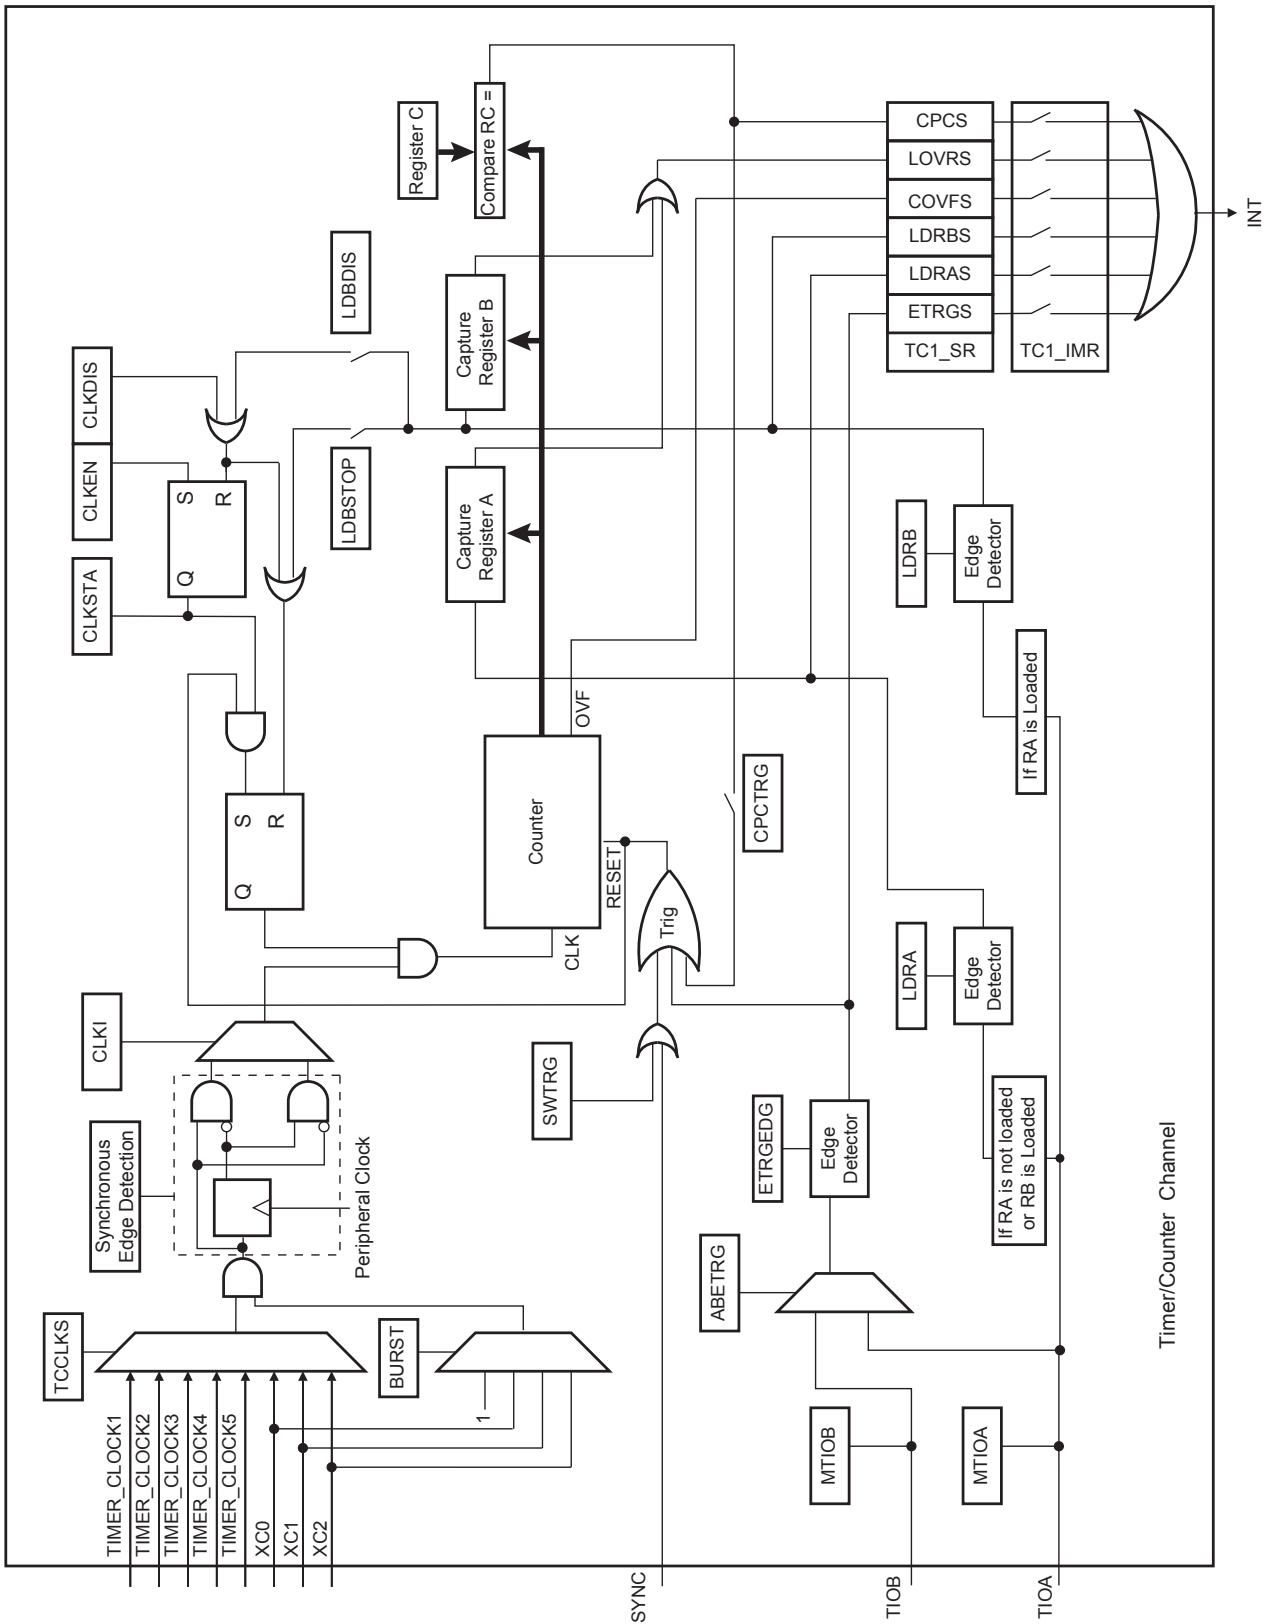 TIMER_CLOCK1
TIMER_CLOCK2
TIMER_CLOCK3
TIMER_CLOCK4
TIMER_CLOCK5
XC0
XC1
XC2
TCCLKS
BURST
1
Synchronous
Edge Detection
Peripheral Clock
CLKI
CLKSTA
CLKEN
CLKDIS
Q
S
R
Q
S
R
LDBSTOP
LDBDIS
SYNC
SWTRG
Trig
CLK
RESET
Counter
OVF
CPCTRG
Capture
Register A
Capture
Register B
Register C
Compare RC =
TIOB
MTIOB
TIOA
MTIOA
ABETRG
ETRGEDG
Edge
Detector
If RA is not loaded
or RB is Loaded
LDRA
Edge
Detector
If RA is Loaded
LDRB
Edge
Detector
CPCS
LOVRS
COVFS
LDRBS
LDRAS
ETRGS
TC1_SR
TC1_IMR
INT
Timer/Counter Channel